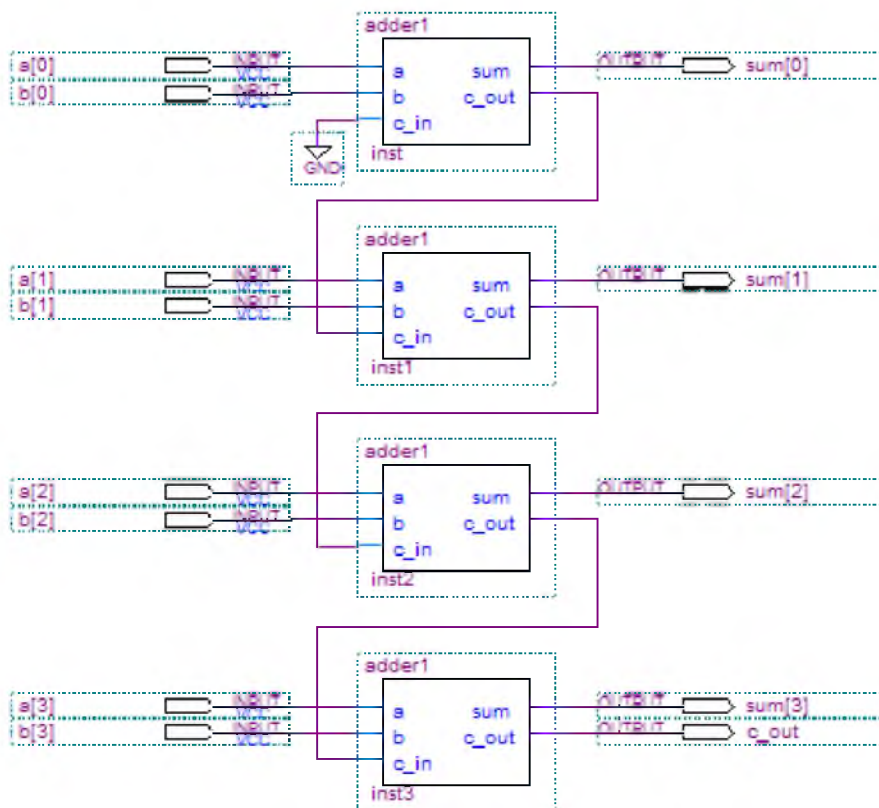 adder1
a[0] INPUT VCC
b[0] INPUT VCC
a sum
b c_out
c_in
OUTPUT sum[0]
GND
inst
adder1
a[1] INPUT VCC
b[1] INPUT VCC
a sum
b c_out
c_in
OUTPUT sum[1]
inst1
adder1
a[2] INPUT VCC
b[2] INPUT VCC
a sum
b c_out
c_in
OUTPUT sum[2]
inst2
adder1
a[3] INPUT VCC
b[3] INPUT VCC
a sum
b c_out
c_in
OUTPUT sum[3]
OUTPUT c_out
inst3